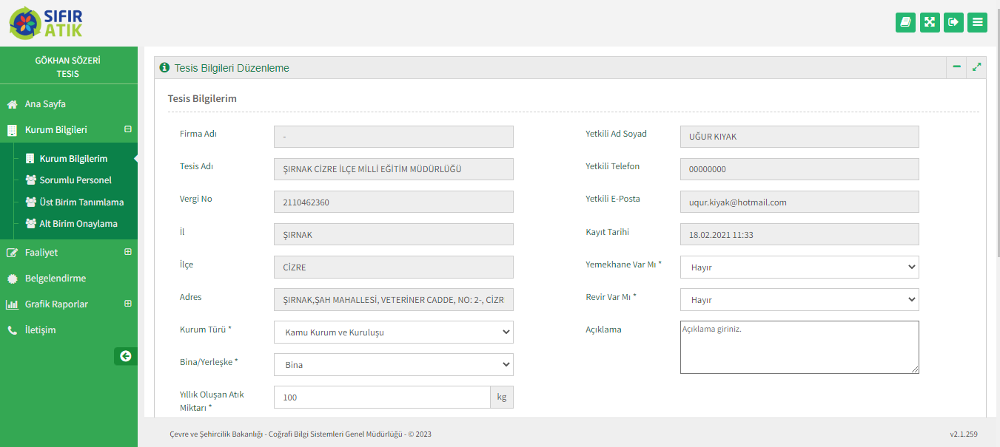 SIFIR
ATIK
GÖKHAN SÖZERİ
TESIS
Ana Sayfa
Kurum Bilgileri
Kurum Bilgilerim
Sorumlu Personel
Üst Birim Tanımlama
Alt Birim Onaylama
Faaliyet
Belgelendirme
Grafik Raporlar
İletişim
Tesis Bilgileri Düzenleme
Tesis Bilgilerim
Firma Adı
-
Tesis Adı
ŞIRNAK CİZRE İLÇE MİLLİ EĞİTİM MÜDÜRLÜĞÜ
Vergi No
2110462360
İl
ŞIRNAK
İlçe
CİZRE
Adres
ŞIRNAK,ŞAH MAHALLESİ, VETERİNER CADDE, NO: 2-, CİZR
Kurum Türü *
Kamu Kurum ve Kuruluşu
Bina/Yerleşke *
Bina
Yıllık Oluşan Atık
Miktarı *
100
kg
Yetkili Ad Soyad
UĞUR KIYAK
Yetkili Telefon
00000000
Yetkili E-Posta
uqur.kiyak@hotmail.com
Kayıt Tarihi
18.02.2021 11:33
Yemekhane Var Mı *
Hayır
Revir Var Mı *
Hayır
Açıklama
Açıklama giriniz.
Çevre ve Şehircilik Bakanlığı - Coğrafi Bilgi Sistemleri Genel Müdürlüğü - © 2023
v2.1.259